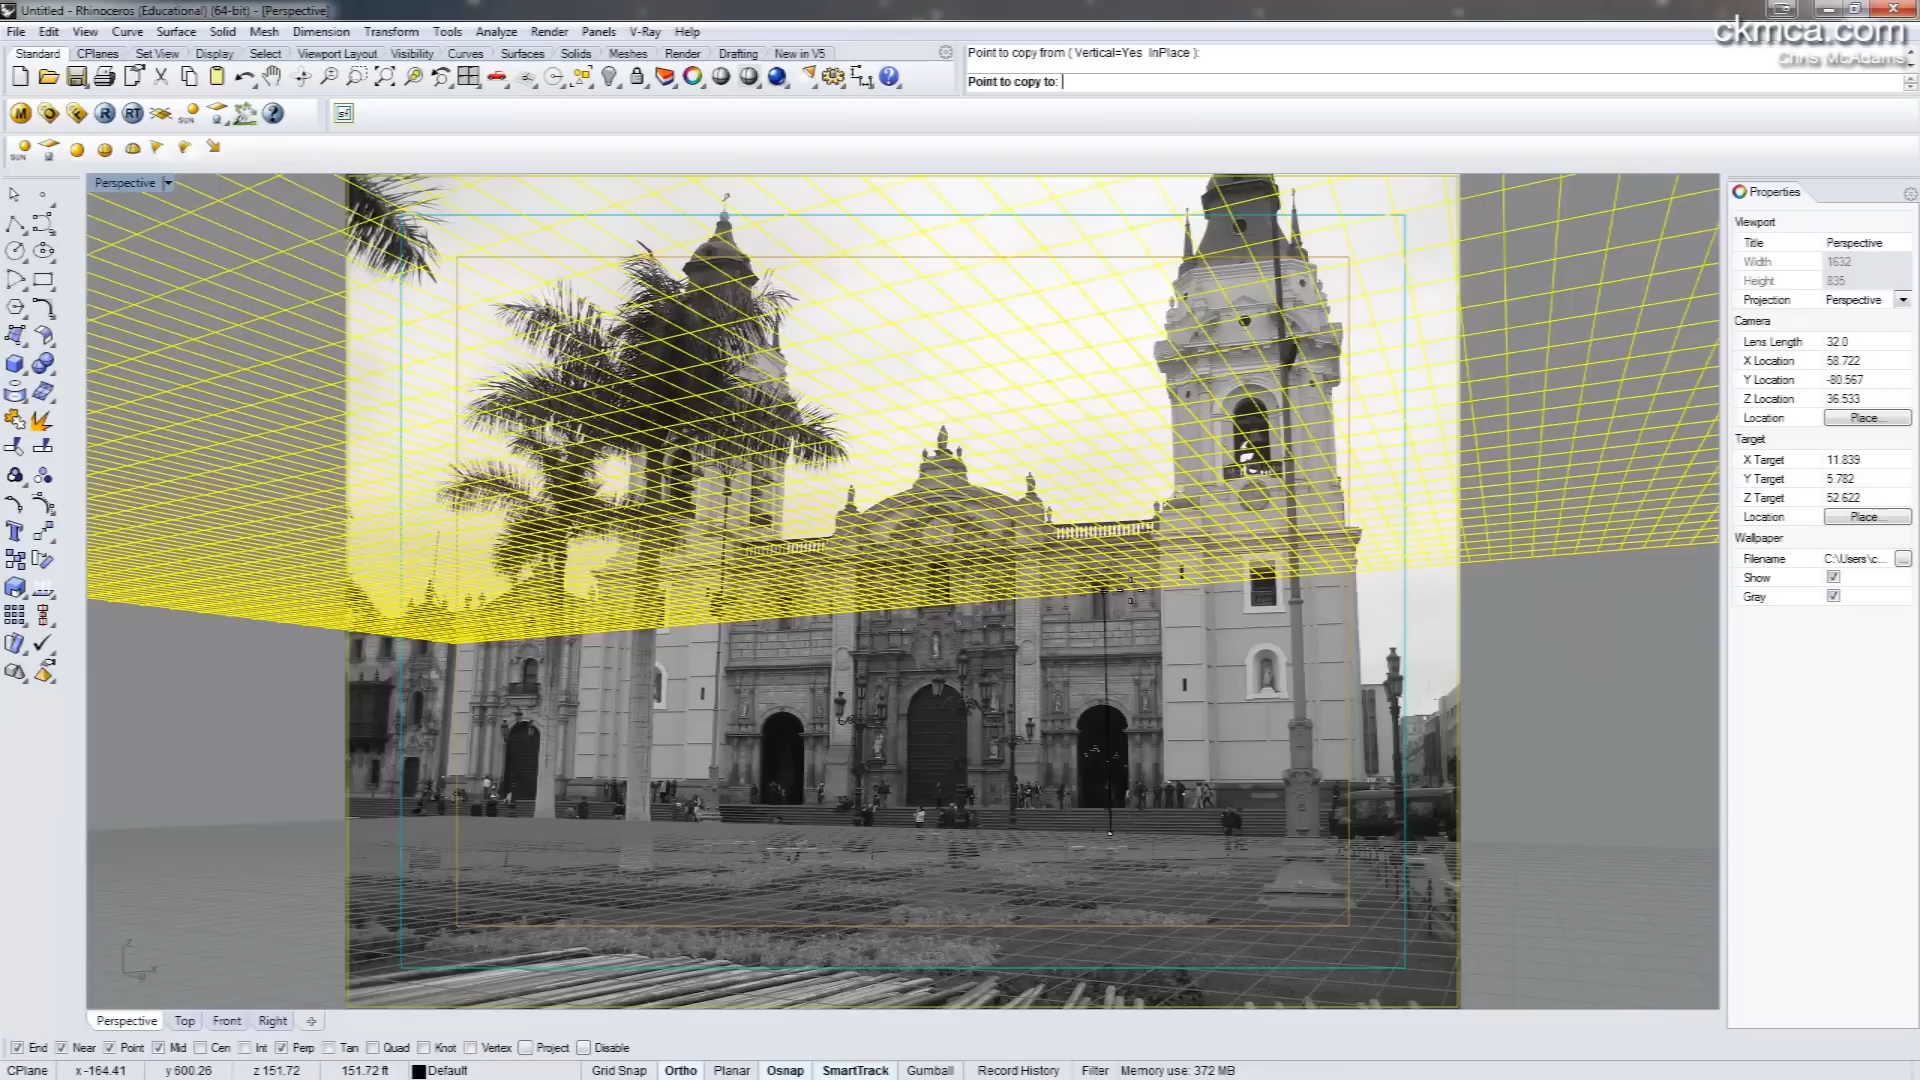 Untitled - Rhinoceros (Educational) (64-bit) - [Perspective]
ckmca.com
Chris McAdams
File Edit View Curve Surface Solid Mesh Dimension Transform Tools Analyze Render Panels V-Ray Help
Standard CPlanes Set View Display Select Viewport Layout Visibility Curves Surfaces Solids Meshes Render Drafting New in V5
Point to copy from ( Vertical=Yes InPlace ):
Point to copy to:
M R RT SUN
SUN
Perspective
Properties
Viewport
Title Perspective
Width 1632
Height 835
Projection Perspective
Camera
Lens Length 32.0
X Location 58.722
Y Location -80.567
Z Location 36.533
Location Place...
Target
X Target 11.839
Y Target 5.782
Z Target 52.622
Location Place...
Wallpaper
Filename C:\Users\c... ...
Show
Gray
z
x
y
Perspective Top Front Right
End Near Point Mid Cen Int Perp Tan Quad Knot Vertex Project Disable
CPlane x -164.41 y 600.26 z 151.72 151.72 ft Default Grid Snap Ortho Planar Osnap SmartTrack Gumball Record History Filter Memory use: 372 MB